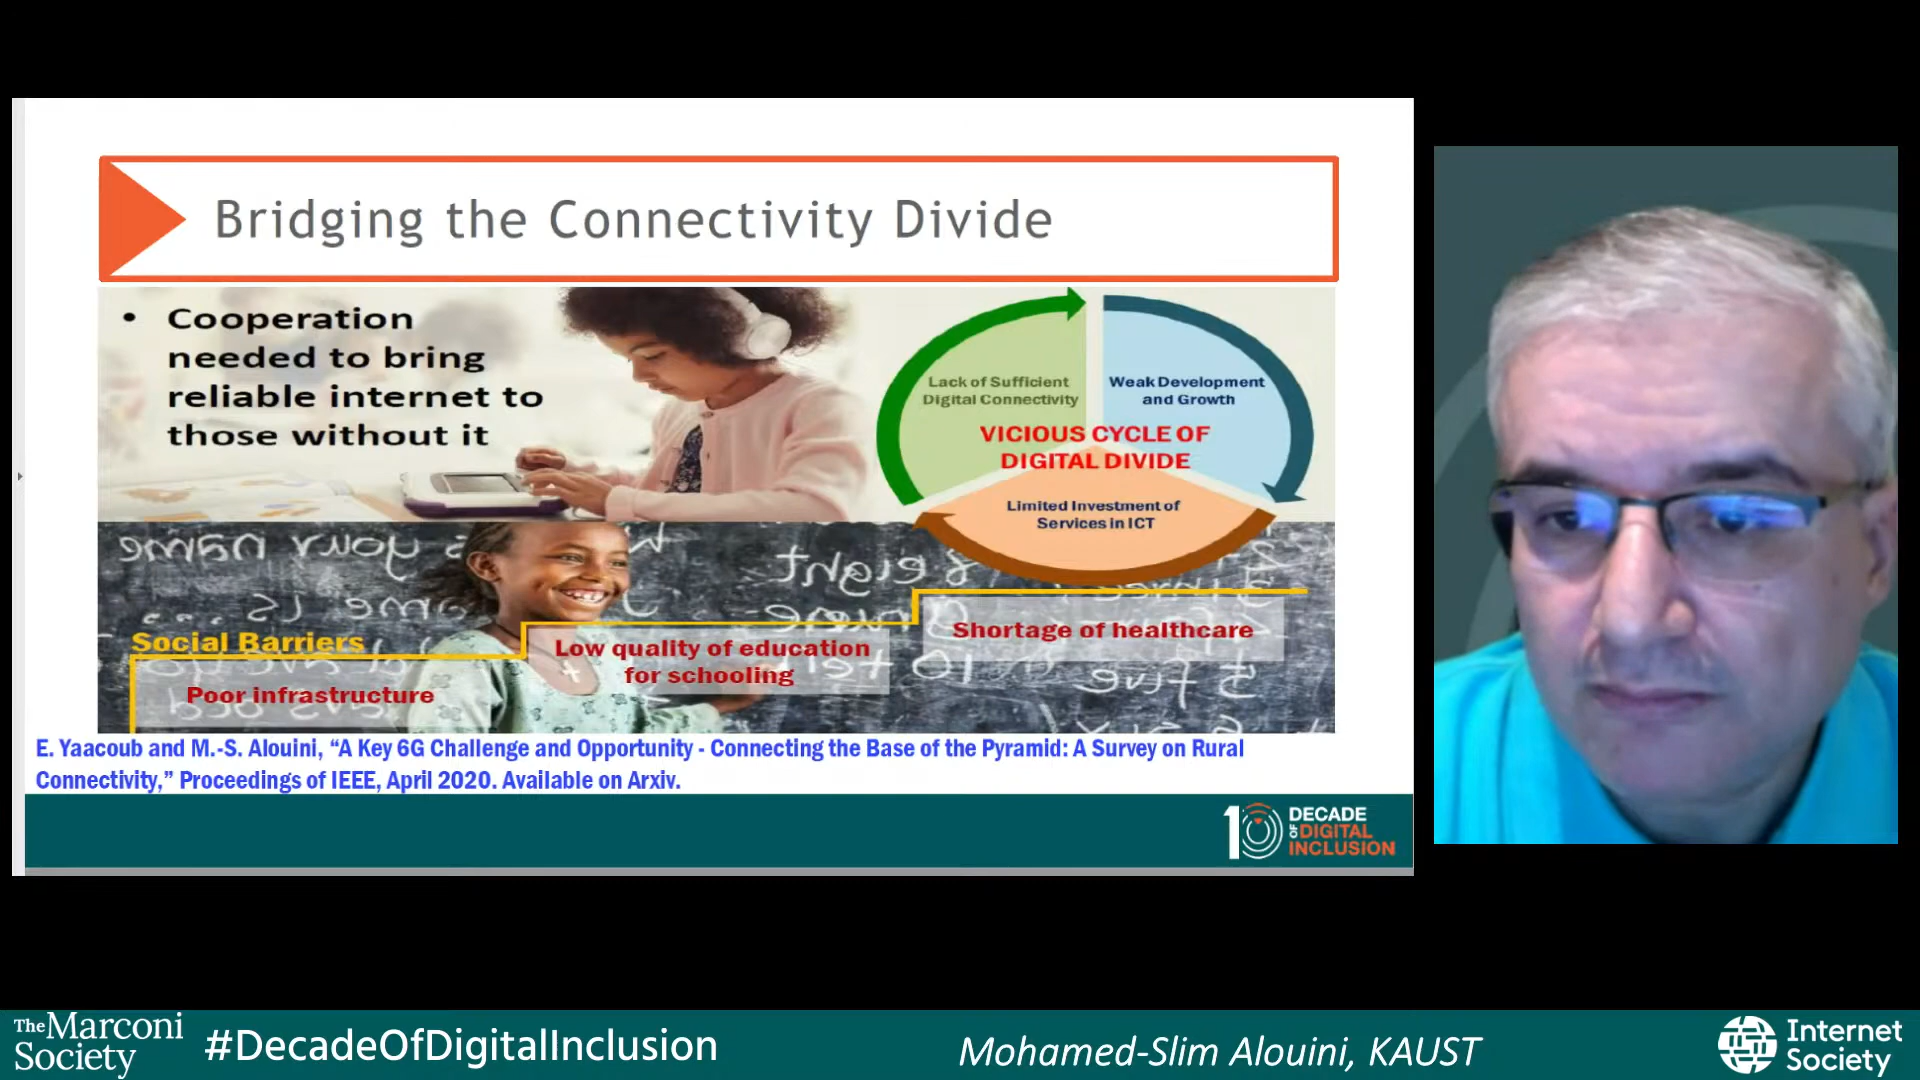 Bridging the Connectivity Divide
• Cooperation
needed to bring
reliable internet to
those without it
Lack of Sufficient
Digital Connectivity
Weak Development
and Growth
VICIOUS CYCLE OF
DIGITAL DIVIDE
Limited Investment of
Services in ICT
Social Barriers
Poor infrastructure
Low quality of education
for schooling
Shortage of healthcare
E. Yaacoub and M.-S. Alouini, “A Key 6G Challenge and Opportunity - Connecting the Base of the Pyramid: A Survey on Rural
Connectivity,” Proceedings of IEEE, April 2020. Available on Arxiv.
10 DECADE
OF DIGITAL
INCLUSION
The Marconi
Society
#DecadeOfDigitalInclusion
Mohamed-Slim Alouini, KAUST
Internet
Society